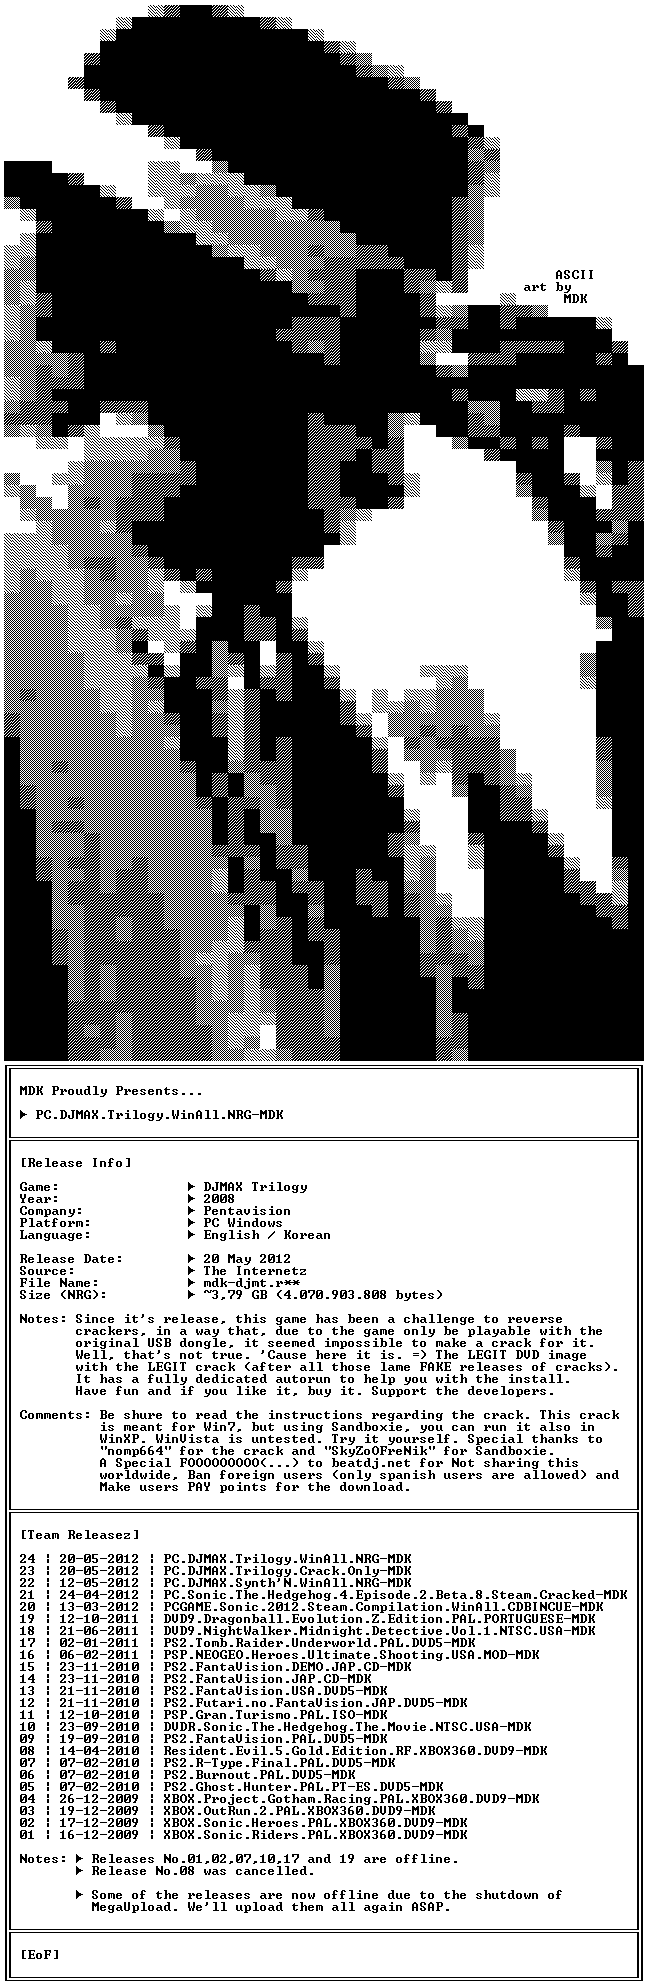 ASCII
art by
MDK
MDK Proudly Presents...
► PC.DJMAX.Trilogy.WinAll.NRG-MDK
[Release Info]
Game: ► DJMAX Trilogy
Year: ► 2008
Company: ► Pentavision
Platform: ► PC Windows
Language: ► English / Korean
Release Date: ► 20 May 2012
Source: ► The Internetz
File Name: ► mdk-djmt.r**
Size (NRG): ► ~3,79 GB (4.070.903.808 bytes)
Notes: Since it's release, this game has been a challenge to reverse
crackers, in a way that, due to the game only be playable with the
original USB dongle, it seemed impossible to make a crack for it.
Well, that's not true. 'Cause here it is. =) The LEGIT DVD image
with the LEGIT crack (after all those lame FAKE releases of cracks).
It has a fully dedicated autorun to help you with the install.
Have fun and if you like it, buy it. Support the developers.
Comments: Be shure to read the instructions regarding the crack. This crack
is meant for Win7, but using Sandboxie, you can run it also in
WinXP. WinVista is untested. Try it yourself. Special thanks to
"nomp664" for the crack and "SkyZoOFreNik" for Sandboxie.
A Special FOOOOOOOOO(...) to beatdj.net for Not sharing this
worldwide, Ban foreign users (only spanish users are allowed) and
Make users PAY points for the download.
[Team Releasez]
24 ¦ 20-05-2012 ¦ PC.DJMAX.Trilogy.WinAll.NRG-MDK
23 ¦ 20-05-2012 ¦ PC.DJMAX.Trilogy.Crack.Only-MDK
22 ¦ 12-05-2012 ¦ PC.DJMAX.Synth'N.WinAll.NRG-MDK
21 ¦ 24-04-2012 ¦ PC.Sonic.The.Hedgehog.4.Episode.2.Beta.8.Steam.Cracked-MDK
20 ¦ 13-03-2012 ¦ PCGAME.Sonic.2012.Steam.Compilation.WinALL.CDBINCUE-MDK
19 ¦ 12-10-2011 ¦ DVD9.Dragonball.Evolution.Z.Edition.PAL.PORTUGUESE-MDK
18 ¦ 21-06-2011 ¦ DVD9.NightWalker.Midnight.Detective.Vol.1.NTSC.USA-MDK
17 ¦ 02-01-2011 ¦ PS2.Tomb.Raider.Underworld.PAL.DVD5-MDK
16 ¦ 06-02-2011 ¦ PSP.NEOGEO.Heroes.Ultimate.Shooting.USA.MOD-MDK
15 ¦ 23-11-2010 ¦ PS2.FantaVision.DEMO.JAP.CD-MDK
14 ¦ 23-11-2010 ¦ PS2.FantaVision.JAP.CD-MDK
13 ¦ 21-11-2010 ¦ PS2.FantaVision.USA.DVD5-MDK
12 ¦ 21-11-2010 ¦ PS2.Futari.no.FantaVision.JAP.DVD5-MDK
11 ¦ 12-10-2010 ¦ PSP.Gran.Turismo.PAL.ISO-MDK
10 ¦ 23-09-2010 ¦ DVDR.Sonic.The.Hedgehog.The.Movie.NTSC.USA-MDK
09 ¦ 19-09-2010 ¦ PS2.FantaVision.PAL.DVD5-MDK
08 ¦ 14-04-2010 ¦ Resident.Evil.5.Gold.Edition.RF.XBOX360.DVD9-MDK
07 ¦ 07-02-2010 ¦ PS2.R-Type.Final.PAL.DVD5-MDK
06 ¦ 07-02-2010 ¦ PS2.Burnout.PAL.DVD5-MDK
05 ¦ 07-02-2010 ¦ PS2.Ghost.Hunter.PAL.PT-ES.DVD5-MDK
04 ¦ 26-12-2009 ¦ XBOX.Project.Gotham.Racing.PAL.XBOX360.DVD9-MDK
03 ¦ 19-12-2009 ¦ XBOX.OutRun.2.PAL.XBOX360.DVD9-MDK
02 ¦ 17-12-2009 ¦ XBOX.Sonic.Heroes.PAL.XBOX360.DVD9-MDK
01 ¦ 16-12-2009 ¦ XBOX.Sonic.Riders.PAL.XBOX360.DVD9-MDK
Notes: ► Releases No.01,02,07,10,17 and 19 are offline.
► Release No.08 was cancelled.
► Some of the releases are now offline due to the shutdown of
MegaUpload. We'll upload them all again ASAP.
[EoF]